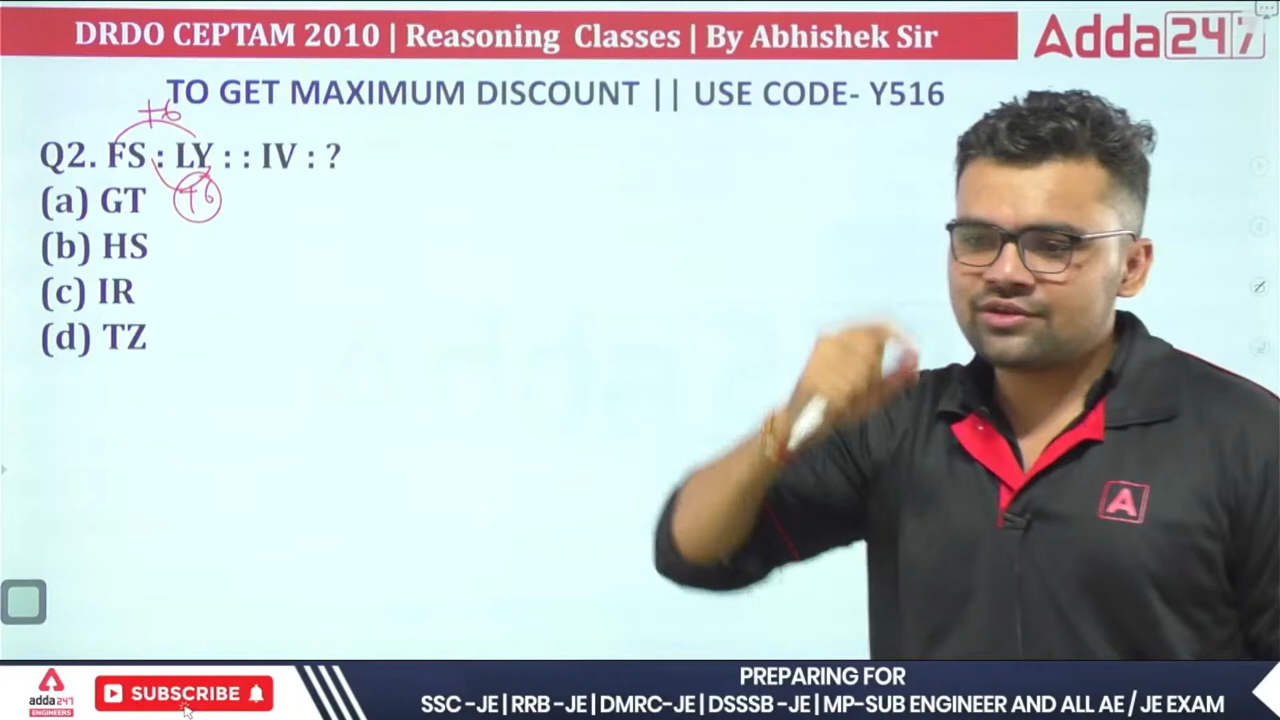 DRDO CEPTAM 2010 | Reasoning Classes | By Abhishek Sir
Adda247
TO GET MAXIMUM DISCOUNT || USE CODE- Y516
+6
Q2. FS : LY : : IV : ?
+6
(a) GT
(b) HS
(c) IR
(d) TZ
A
PREPARING FOR
adda247
ENGINEERS
SUBSCRIBE
SSC -JE | RRB -JE | DMRC-JE | DSSSB -JE | MP-SUB ENGINEER AND ALL AE / JE EXAM